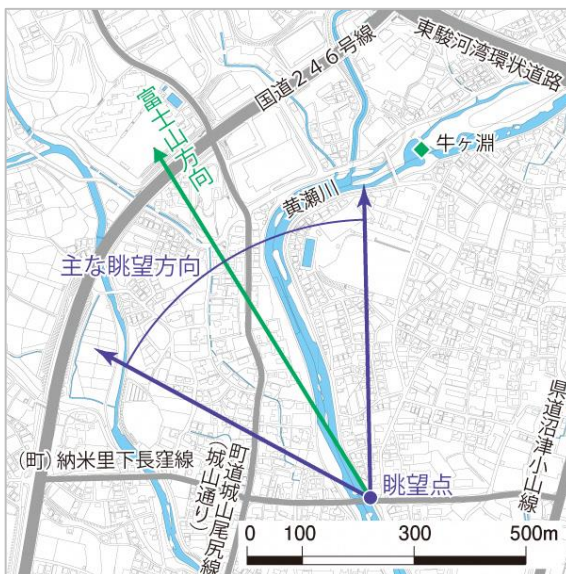 東駿河湾環状道路
国道246号線
富士山方向
牛ヶ淵
黄瀬川
主な眺望方向
(町)納米里下長窪線
町道城山尾尻線
(城山通り)
眺望点
県道沼津小山線
0 100 300 500m